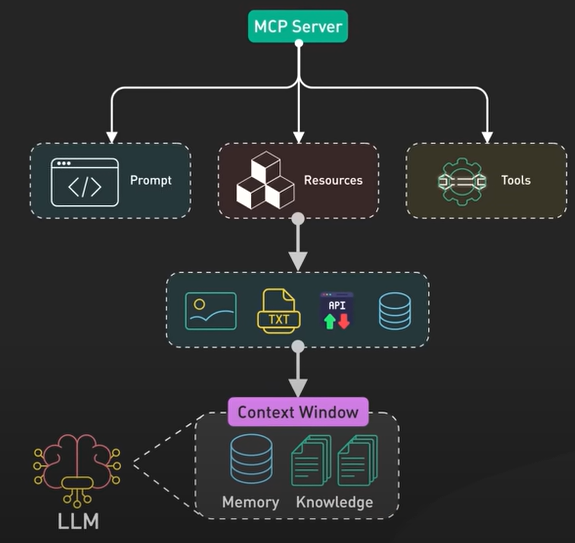 MCP Server
Prompt
Resources
Tools
TXT
API
Context Window
Memory
Knowledge
LLM